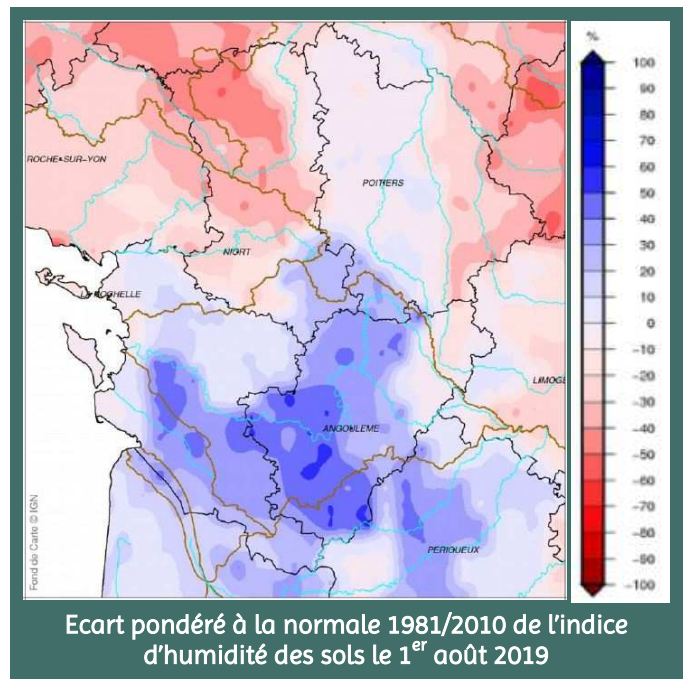 %
100
90
80
70
60
50
40
30
20
10
0
-10
-20
-30
-40
-50
-60
-70
-80
-90
-100
ROCHE-SUR-YON
POITIERS
NIORT
LA ROCHELLE
LIMOGE
ANGOULEME
PERIGUEUX
Fond de Carte © IGN
Ecart pondéré à la normale 1981/2010 de l'indice
d'humidité des sols le 1er août 2019